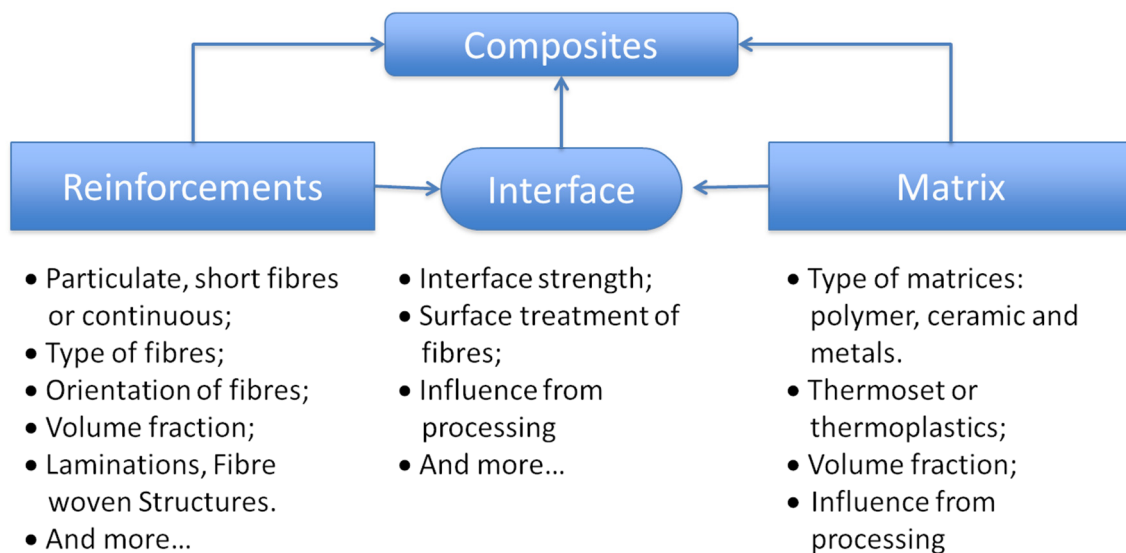 Composites
Reinforcements
Interface
Matrix
• Particulate, short fibres
or continuous;
• Type of fibres;
• Orientation of fibres;
• Volume fraction;
• Laminations, Fibre
woven Structures.
• And more...
• Interface strength;
• Surface treatment of
fibres;
• Influence from
processing
• And more...
• Type of matrices:
polymer, ceramic and
metals.
• Thermoset or
thermoplastics;
• Volume fraction;
• Influence from
processing